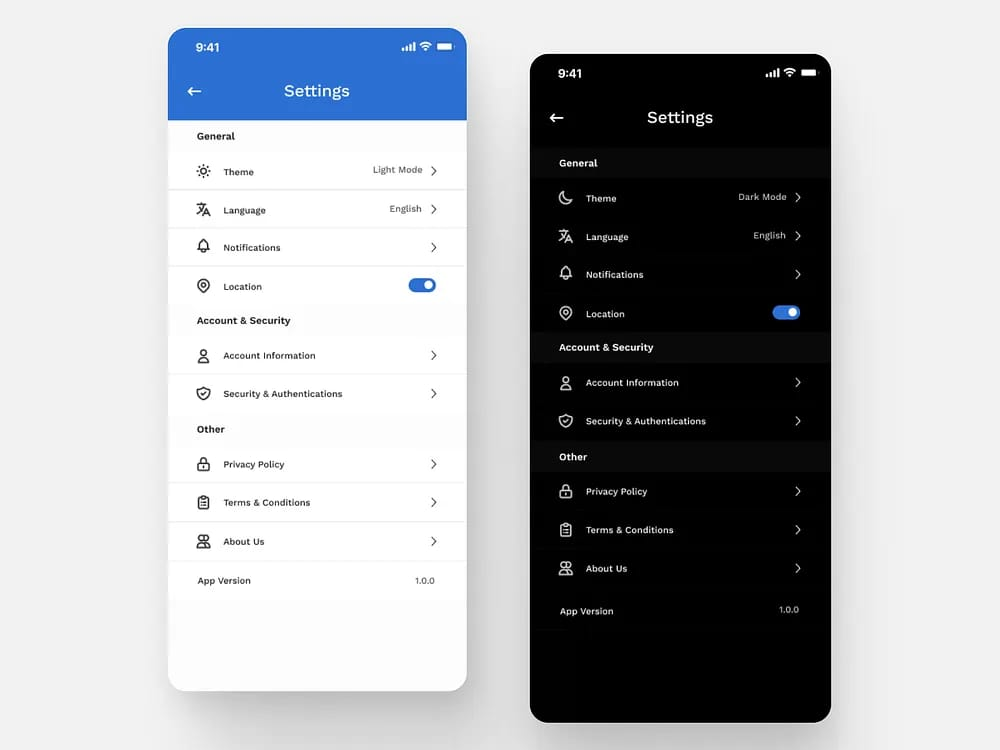 9:41
Settings
General
Theme Light Mode
Language English
Notifications
Location
Account & Security
Account Information
Security & Authentications
Other
Privacy Policy
Terms & Conditions
About Us
App Version 1.0.0
9:41
Settings
General
Theme Dark Mode
Language English
Notifications
Location
Account & Security
Account Information
Security & Authentications
Other
Privacy Policy
Terms & Conditions
About Us
App Version 1.0.0